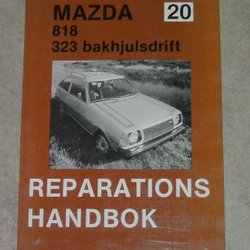 MAZDA 20
818
323 bakhjulsdrift
REPARATIONS
HANDBOK